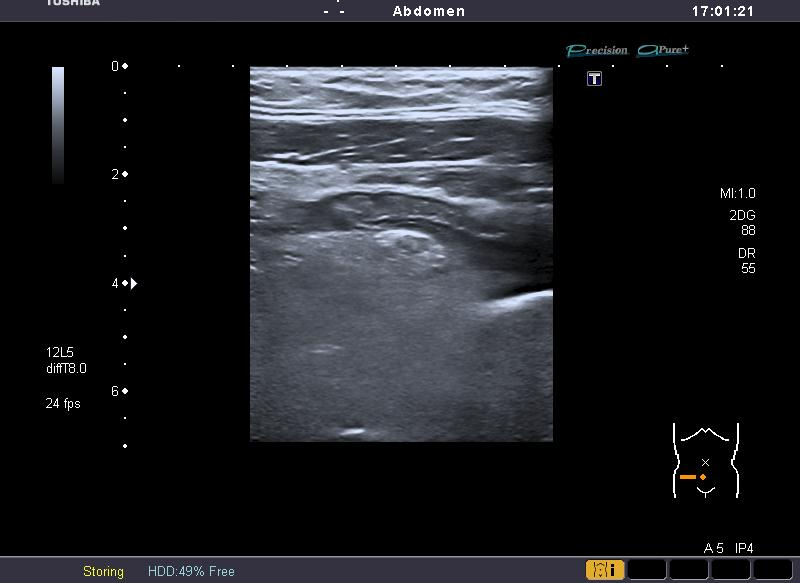 TOSHIBA
- -
Abdomen
17:01:21
Precision APure+
T
0
2
4
6
MI:1.0
2DG
88
DR
55
12L5
diffT8.0
24 fps
A 5 IP4
Storing HDD:49% Free
i